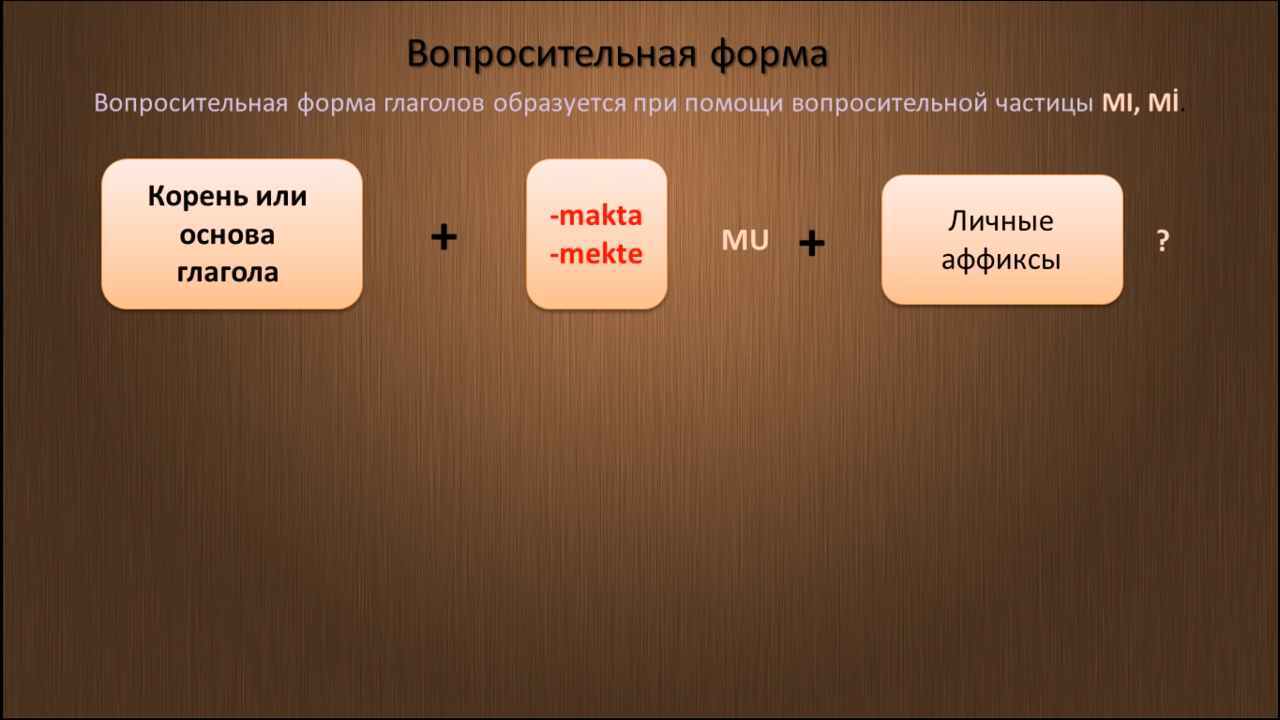 Вопросительная форма
Вопросительная форма глаголов образуется при помощи вопросительной частицы MI, Mİ.
Корень или
основа
глагола
+
-makta
-mekte
MU
+
Личные
аффиксы
?